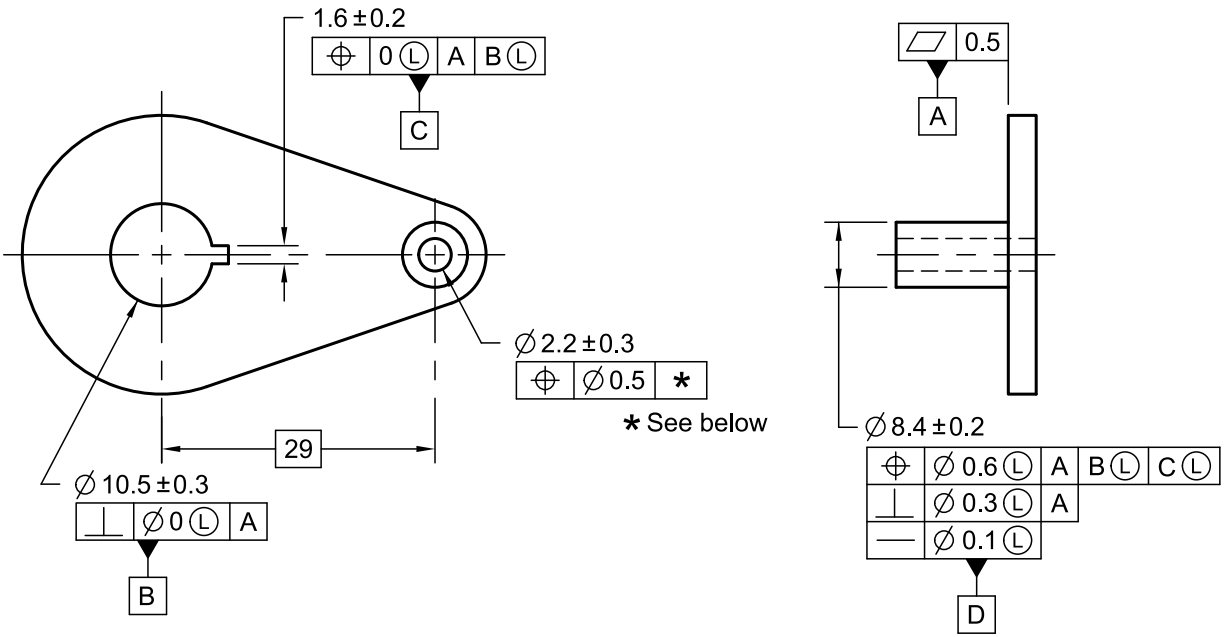 1.6±0.2
⌖ 0 Ⓛ A B Ⓛ
C
⏥ 0.5
A
∅ 2.2±0.3
⌖ ∅ 0.5 *
* See below
29
∅ 10.5±0.3
⟂ ∅ 0 Ⓛ A
B
∅ 8.4±0.2
⌖ ∅ 0.6 Ⓛ A B Ⓛ C Ⓛ
⟂ ∅ 0.3 Ⓛ A
⏤ ∅ 0.1 Ⓛ
D